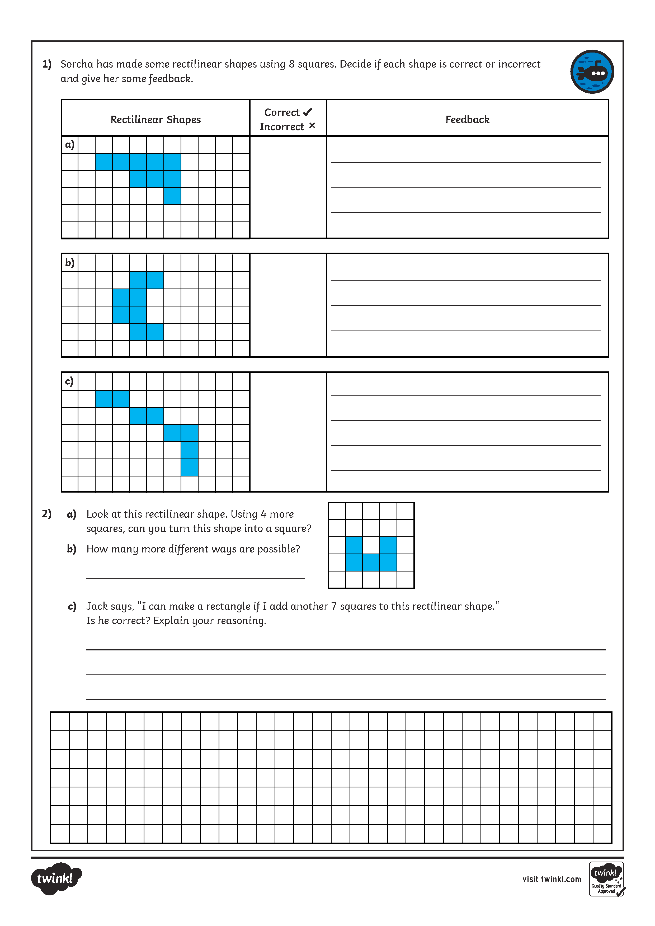 1) Sorcha has made some rectilinear shapes using 8 squares. Decide if each shape is correct or incorrect
and give her some feedback.
Rectilinear Shapes
Correct ✔
Incorrect ×
Feedback
a)
b)
c)
2) a) Look at this rectilinear shape. Using 4 more
squares, can you turn this shape into a square?
b) How many more different ways are possible?
c) Jack says, "I can make a rectangle if I add another 7 squares to this rectilinear shape."
Is he correct? Explain your reasoning.
twinkl
visit twinkl.com
twinkl
Quality Standard
Approved